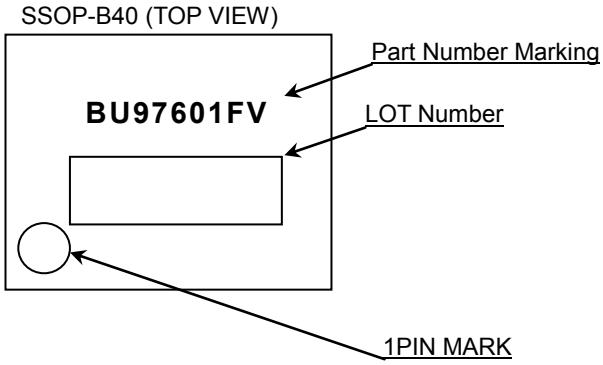 SSOP-B40 (TOP VIEW)
Part Number Marking
BU97601FV
LOT Number
1PIN MARK